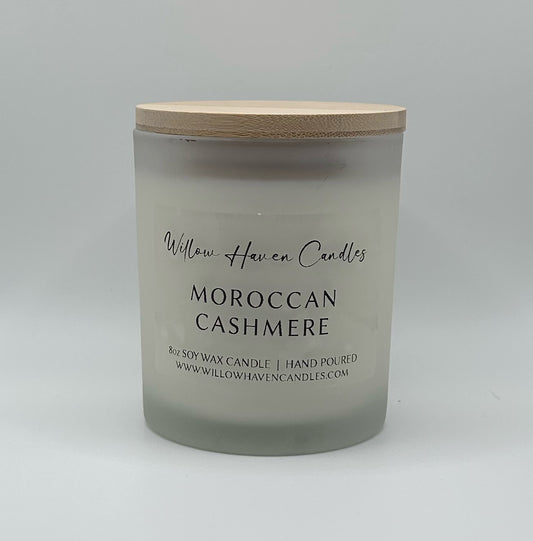 Willow Haven Candles
MOROCCAN
CASHMERE
8oz SOY WAX CANDLE | HAND POURED
WWW.WILLOWHAVENCANDLES.COM